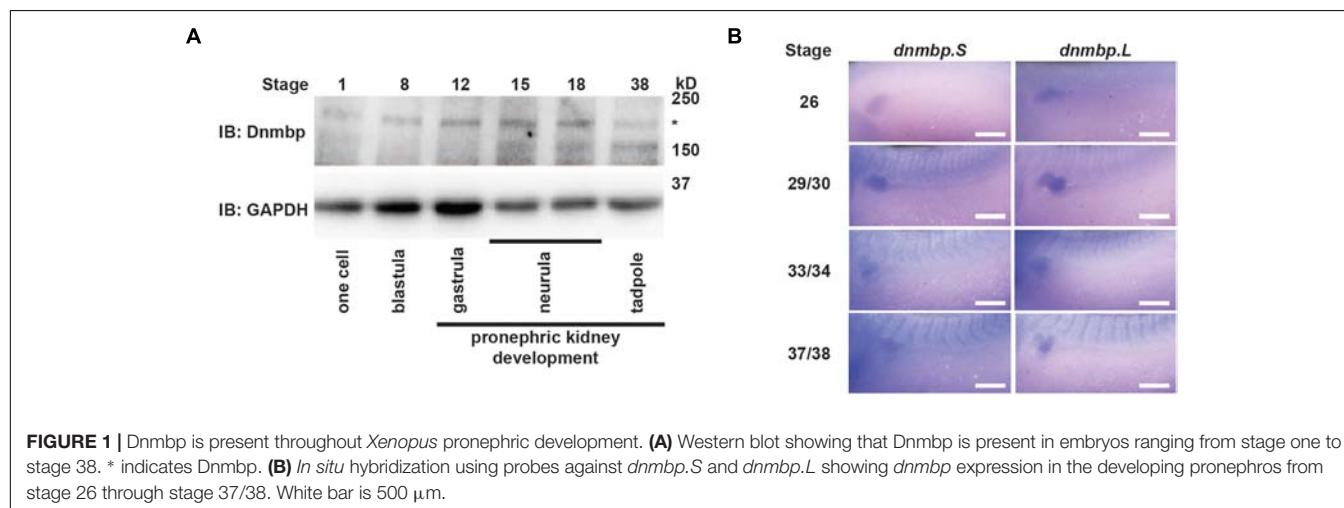 A
Stage 1 8 12 15 18 38 kD
250
IB: Dnmbp *
150
37
IB: GAPDH
one cell
blastula
gastrula
neurula
tadpole
pronephric kidney
development
B
Stage dnmbp.S dnmbp.L
26
29/30
33/34
37/38
FIGURE 1 | Dnmbp is present throughout Xenopus pronephric development. (A) Western blot showing that Dnmbp is present in embryos ranging from stage one to
stage 38. * indicates Dnmbp. (B) In situ hybridization using probes against dnmbp.S and dnmbp.L showing dnmbp expression in the developing pronephros from
stage 26 through stage 37/38. White bar is 500 μm.